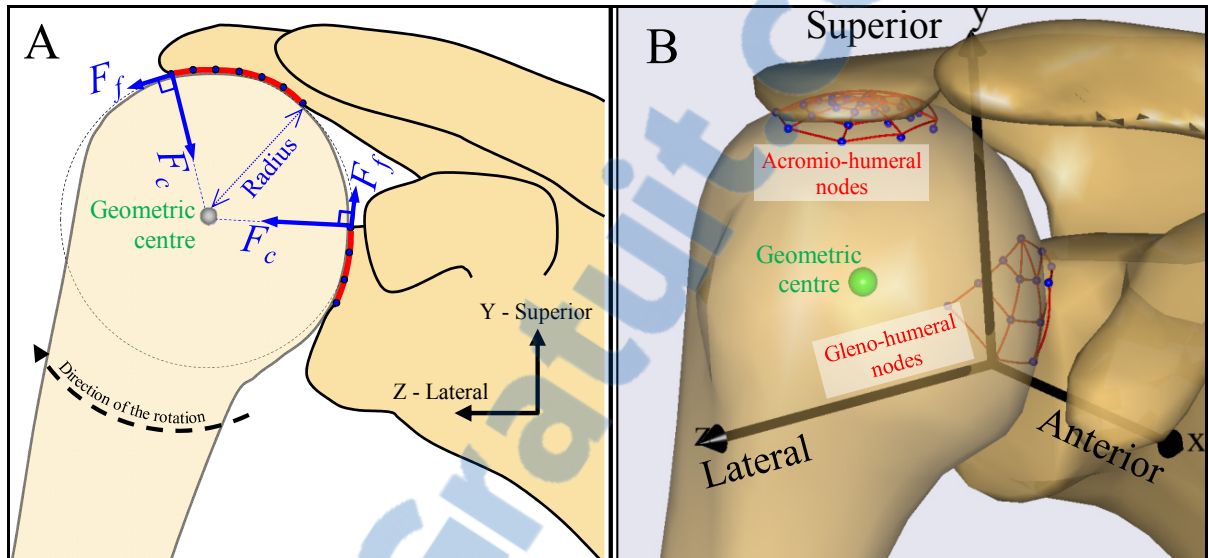 A
F_f
F_c
Radius
F_f
F_c
Geometric
centre
Y - Superior
Z - Lateral
Direction of the rotation
B
Superior
y
Acromio-humeral
nodes
Geometric
centre
Gleno-humeral
nodes
z
Lateral
Anterior
x